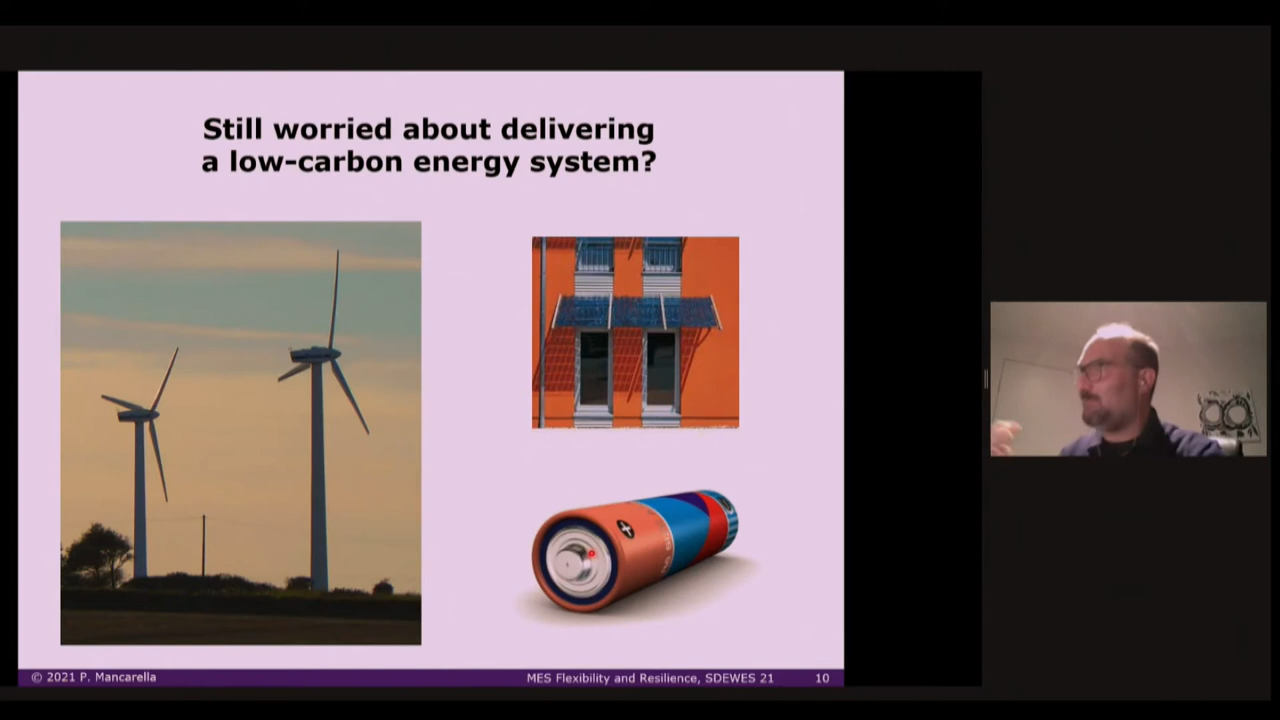 Still worried about delivering
a low-carbon energy system?
© 2021 P. Mancarella
MES Flexibility and Resilience, SDEWES 21
10